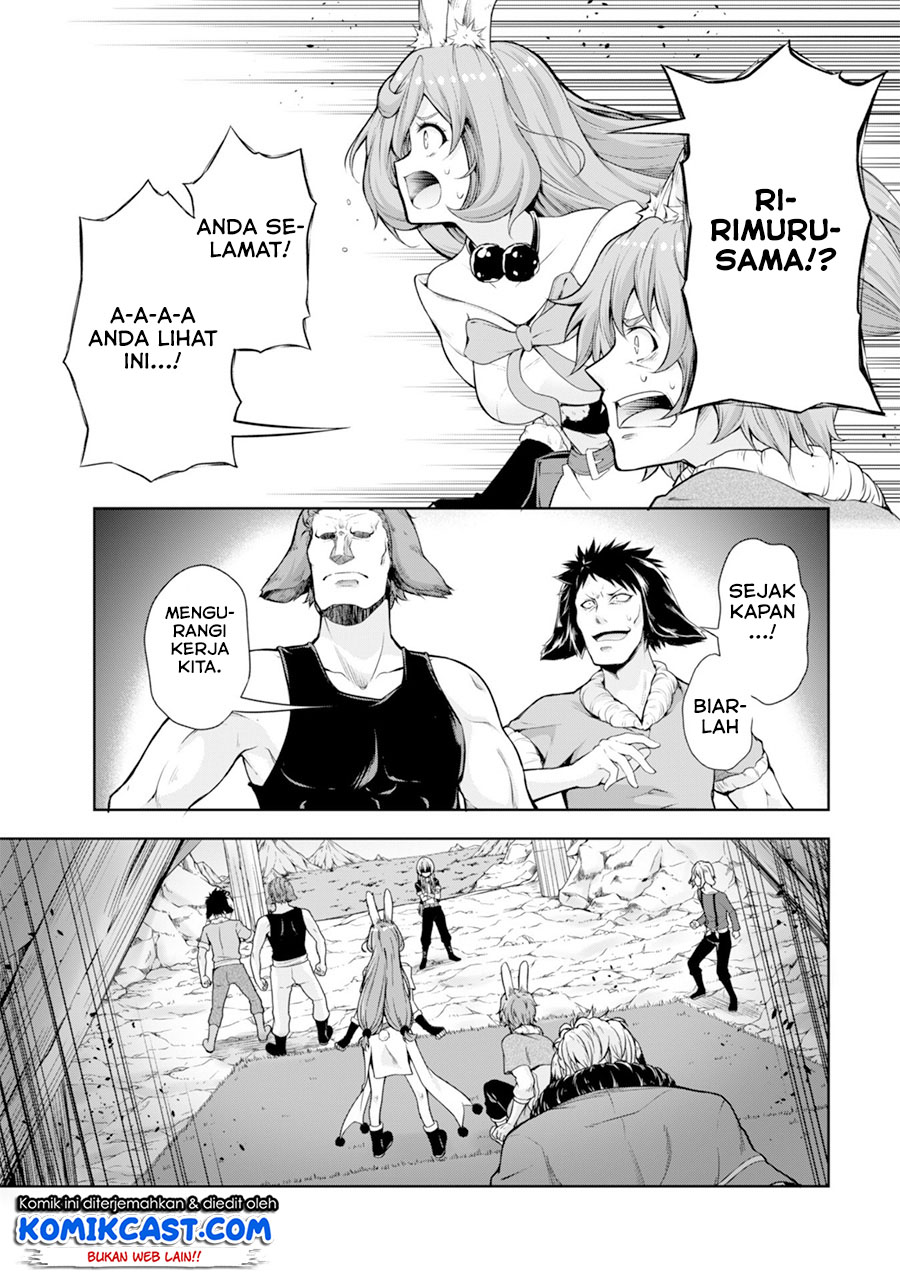 RI-
RIMURU-
SAMA!?
ANDA SE-
LAMAT!
A-A-A-A
ANDA LIHAT
INI...!
SEJAK
KAPAN
...!
BIAR-
LAH
MENGU-
RANGI
KERJA
KITA.
Komik ini diterjemahkan & diedit oleh
KOMIKCAST.COM
BUKAN WEB LAIN!!